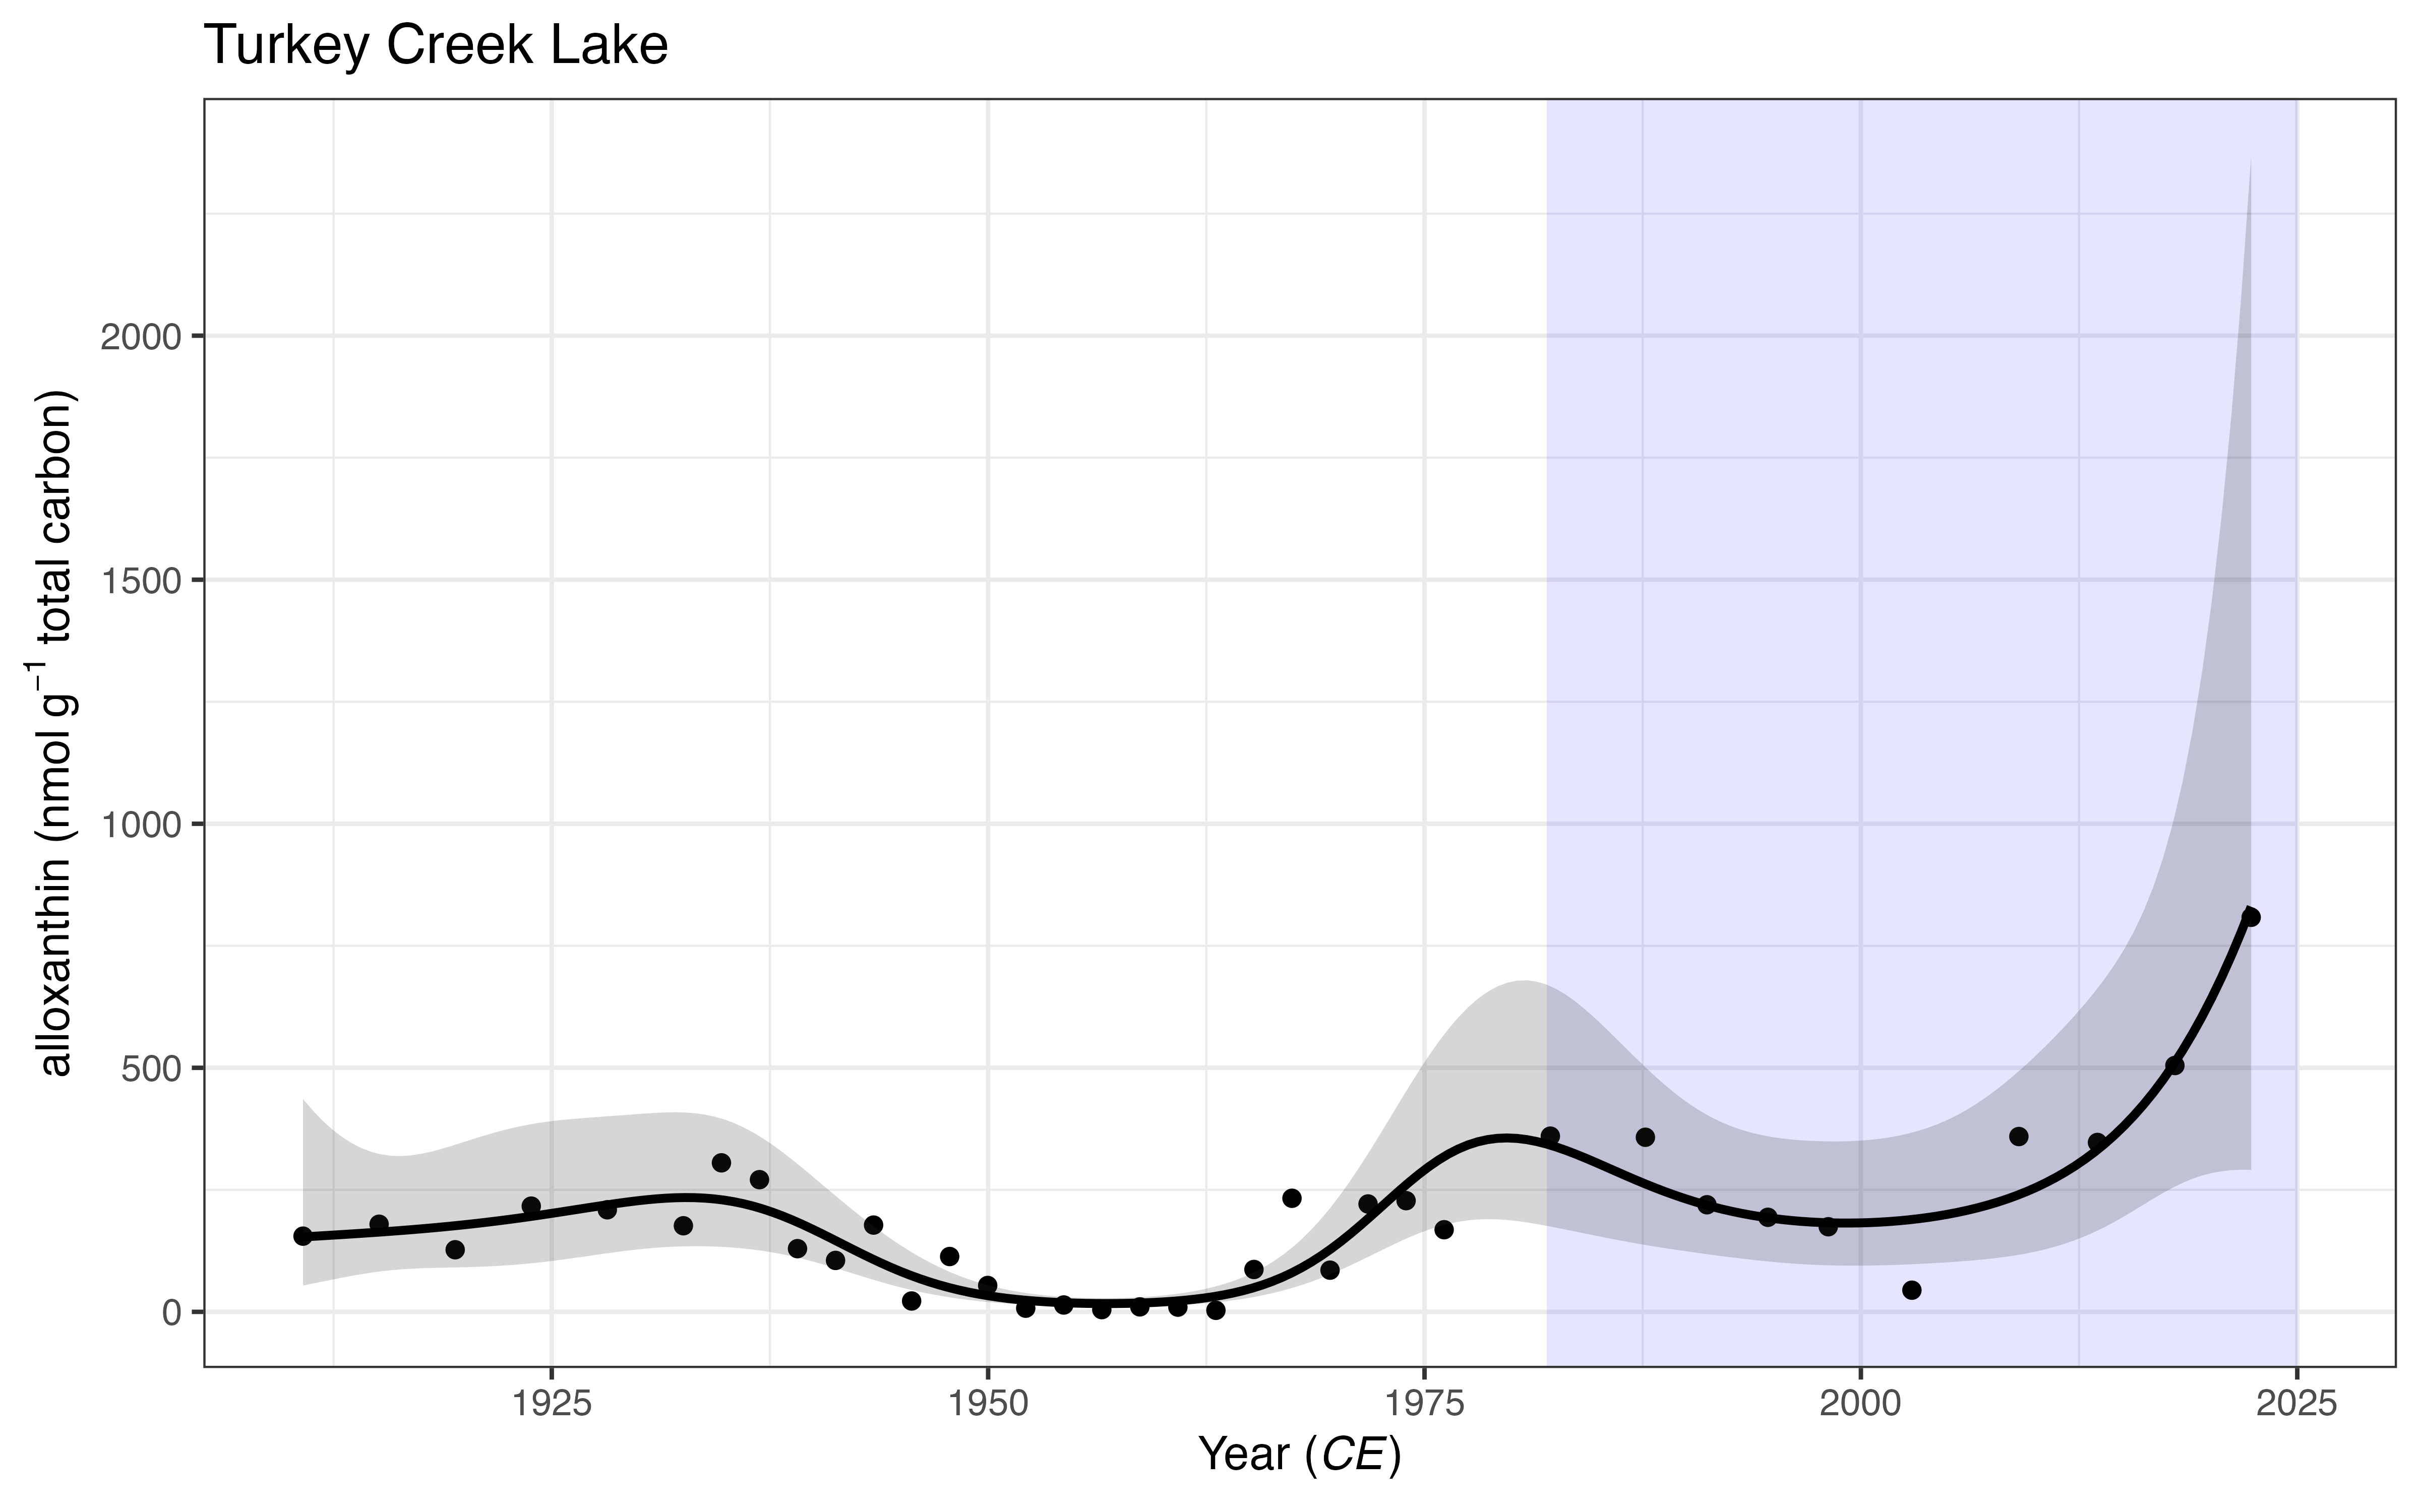 Turkey Creek Lake
alloxanthin (nmol g⁻¹ total carbon)
2000
1500
1000
500
0
1925 1950 1975 2000 2025
Year (CE)